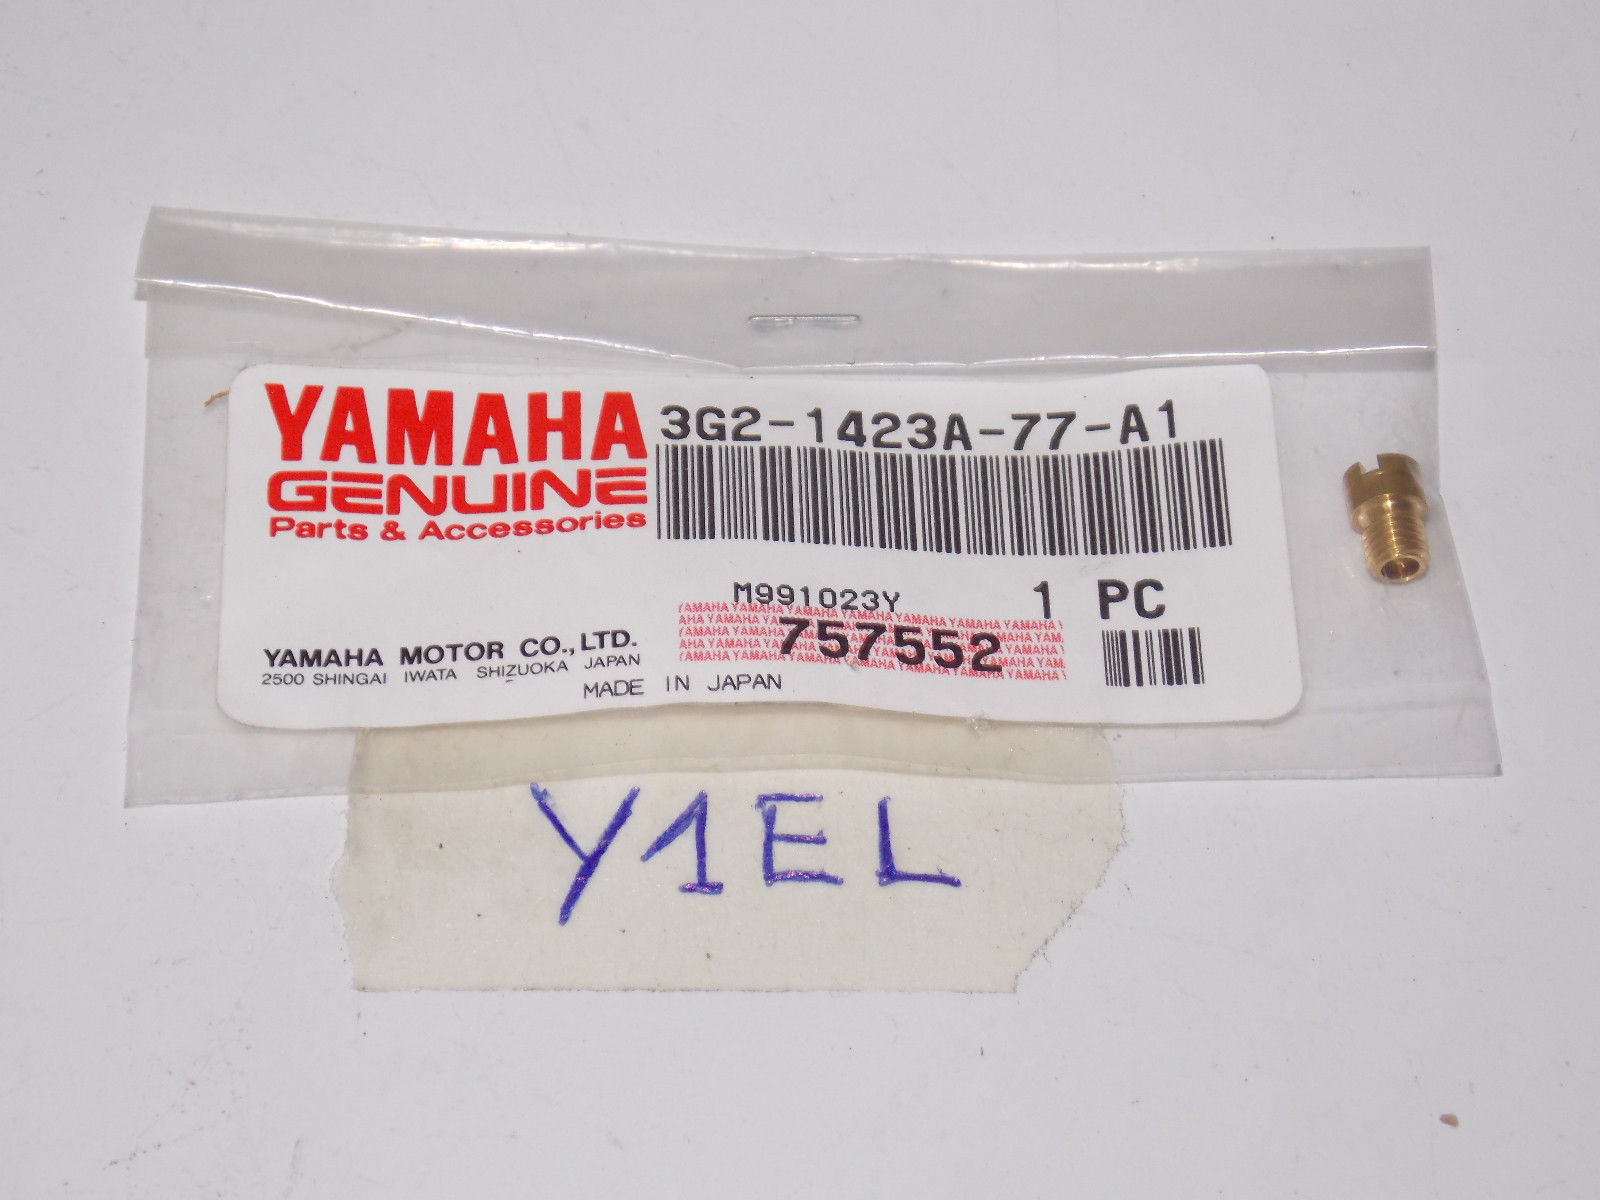 YAMAHA
GENUINE
Parts & Accessories
3G2-1423A-77-A1
M991023Y
1 PC
757552
YAMAHA MOTOR CO., LTD.
2500 SHINGAI IWATA SHIZUOKA JAPAN
MADE IN JAPAN
Y1EL